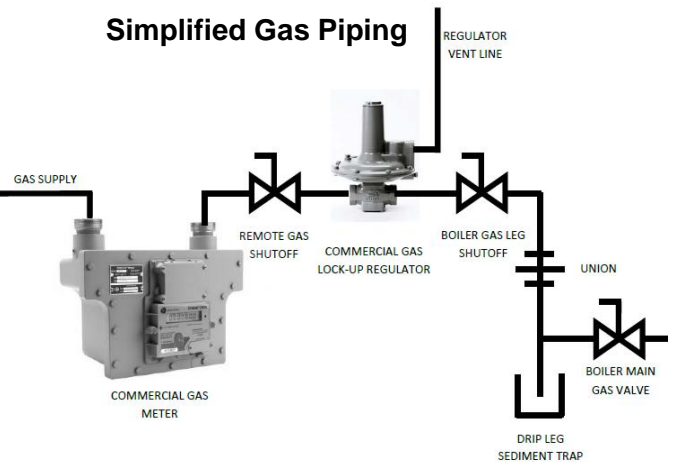 Simplified Gas Piping
REGULATOR
VENT LINE
GAS SUPPLY
REMOTE GAS
SHUTOFF
COMMERCIAL GAS
LOCK-UP REGULATOR
BOILER GAS LEG
SHUTOFF
UNION
BOILER MAIN
GAS VALVE
COMMERCIAL GAS
METER
DRIP LEG
SEDIMENT TRAP